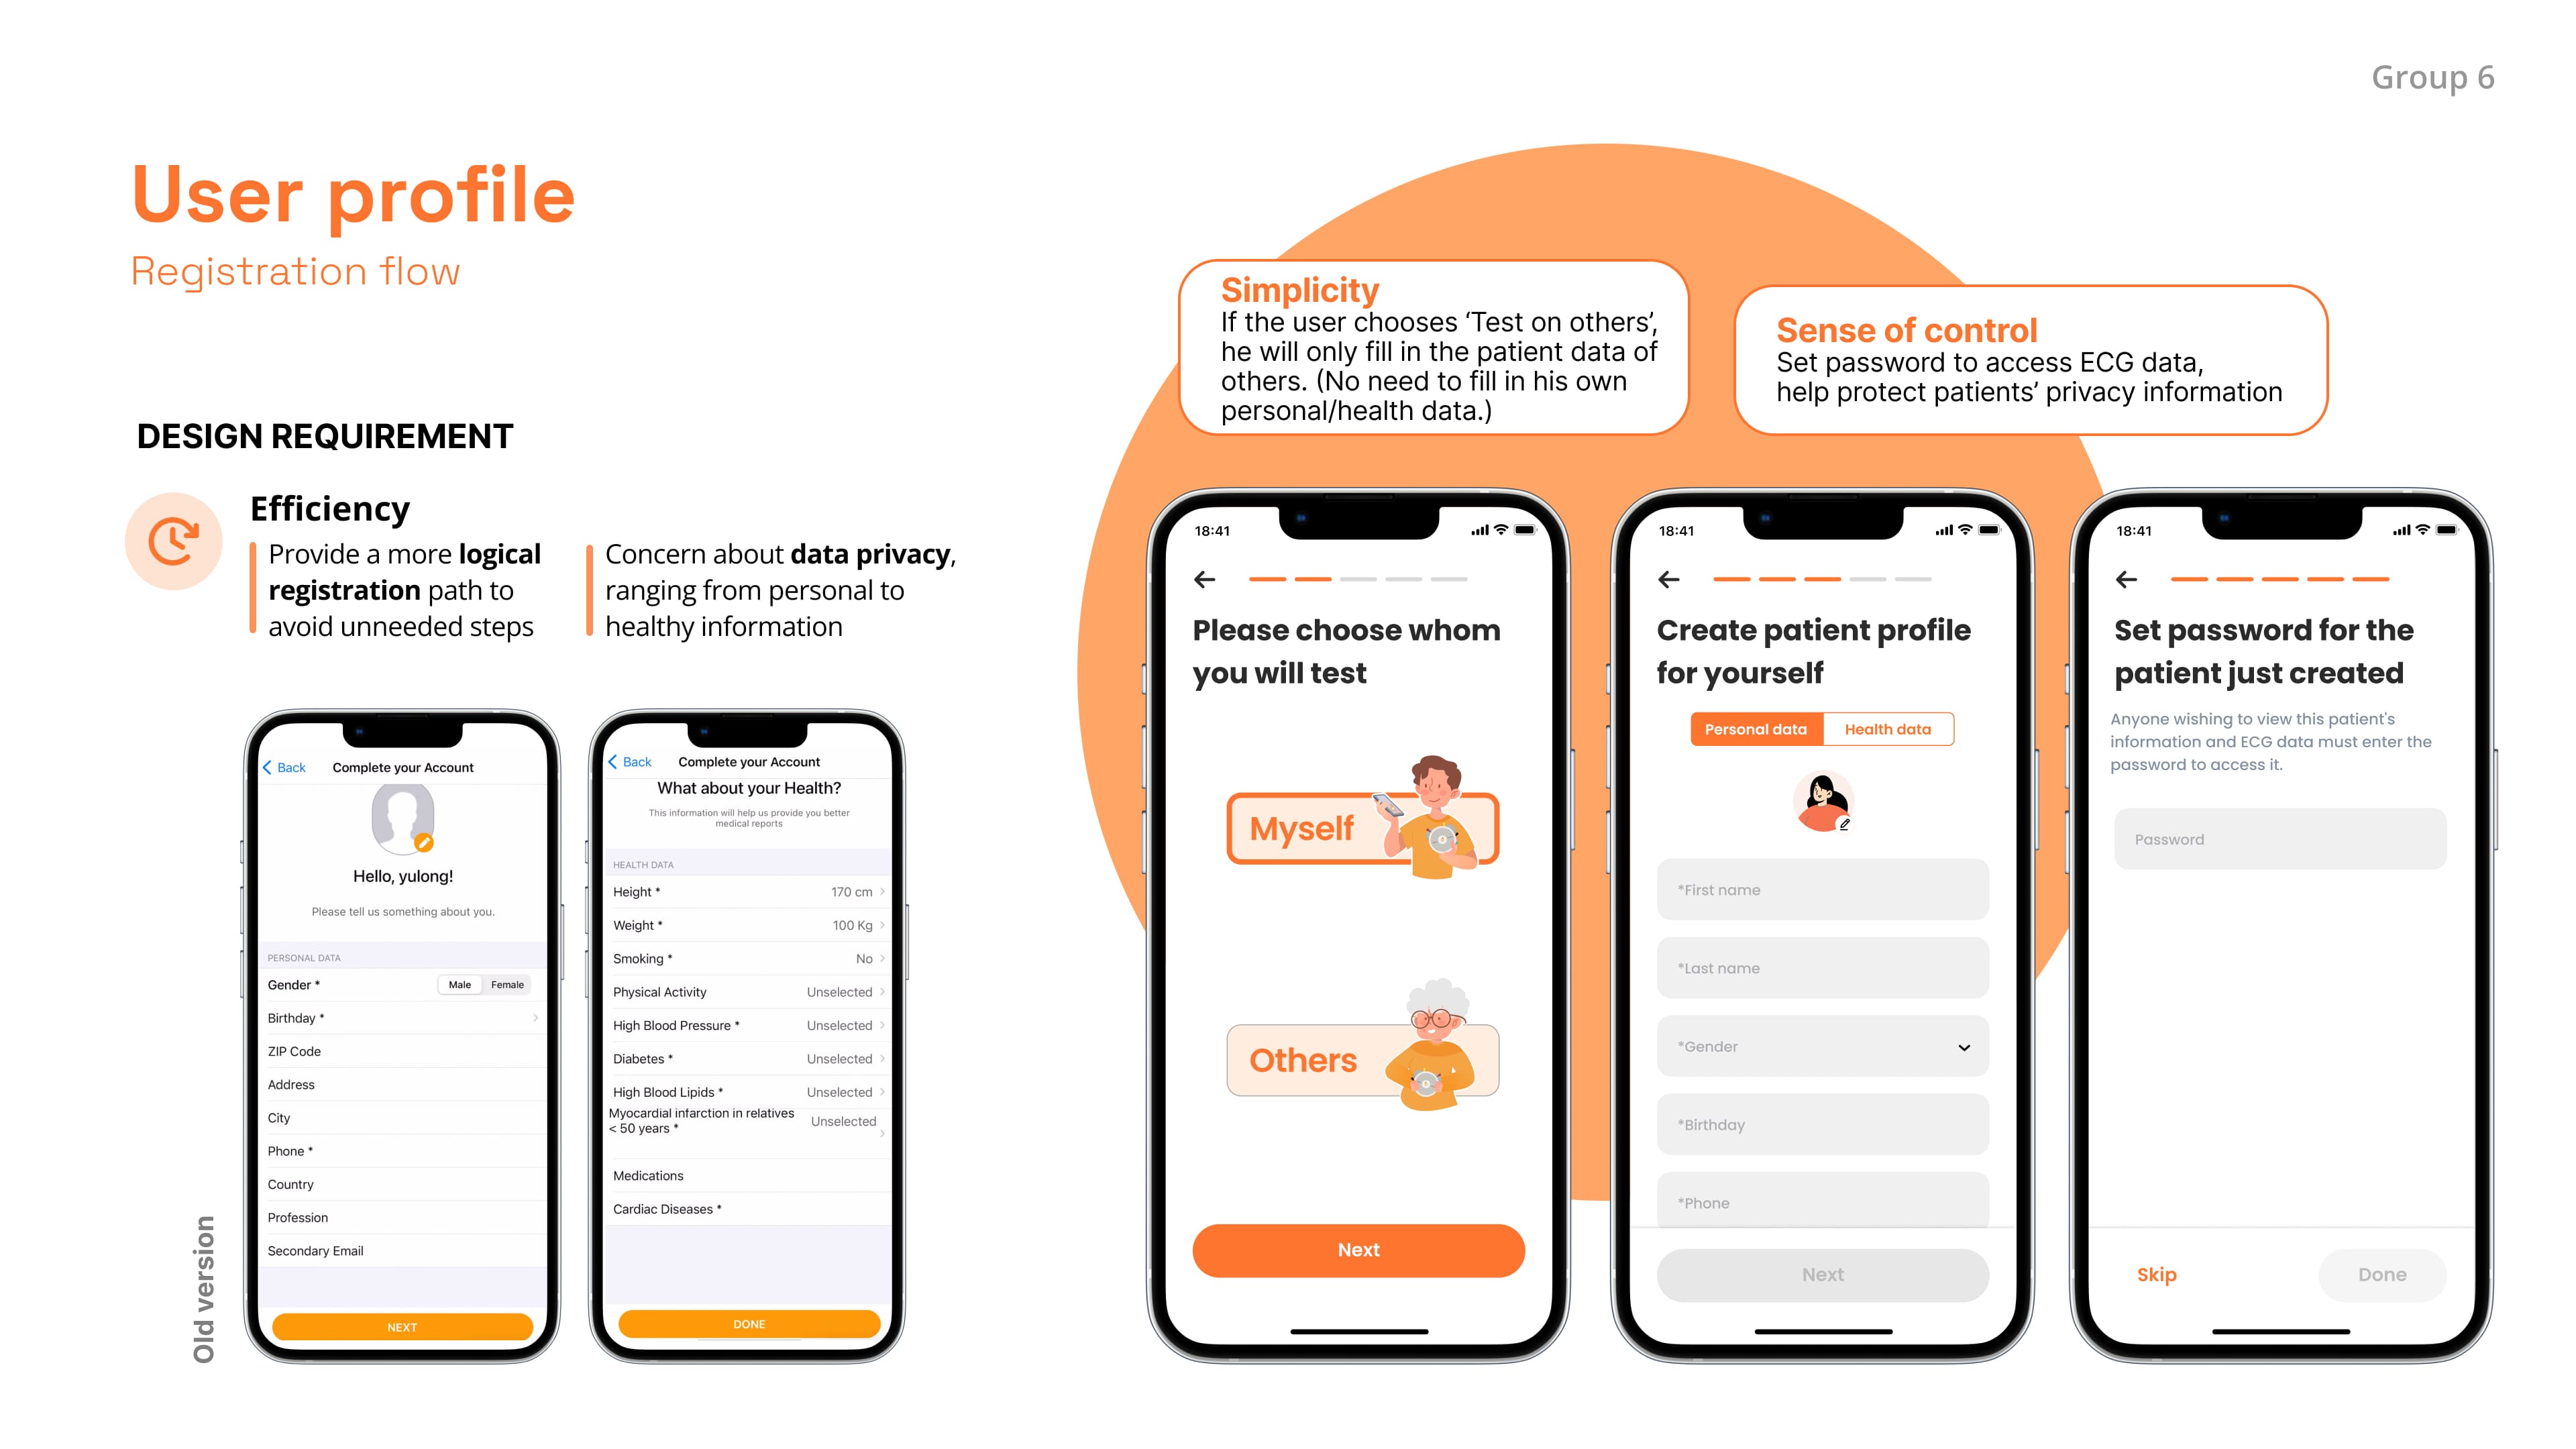 Group 6
User profile
Registration flow
DESIGN REQUIREMENT
Efficiency
Provide a more logical
registration path to
avoid unneeded steps
Concern about data privacy,
ranging from personal to
healthy information
Old version
Back
Complete your Account
Hello, yulong!
Please tell us something about you.
PERSONAL DATA
Gender * Male Female
Birthday *
ZIP Code
Address
City
Phone *
Country
Profession
Secondary Email
NEXT
Back
Complete your Account
What about your Health?
This information will help us provide you better
medical reports
HEALTH DATA
Height * 170 cm
Weight * 100 Kg
Smoking * No
Physical Activity Unselected
High Blood Pressure * Unselected
Diabetes * Unselected
High Blood Lipids * Unselected
Myocardial infarction in relatives
< 50 years * Unselected
Medications
Cardiac Diseases *
DONE
Simplicity
If the user chooses ‘Test on others’,
he will only fill in the patient data of
others. (No need to fill in his own
personal/health data.)
Sense of control
Set password to access ECG data,
help protect patients’ privacy information
18:41
Please choose whom
you will test
Myself
Others
Next
18:41
Create patient profile
for yourself
Personal data
Health data
*First name
*Last name
*Gender
*Birthday
*Phone
Next
18:41
Set password for the
patient just created
Anyone wishing to view this patient's
information and ECG data must enter the
password to access it.
Password
Skip
Done